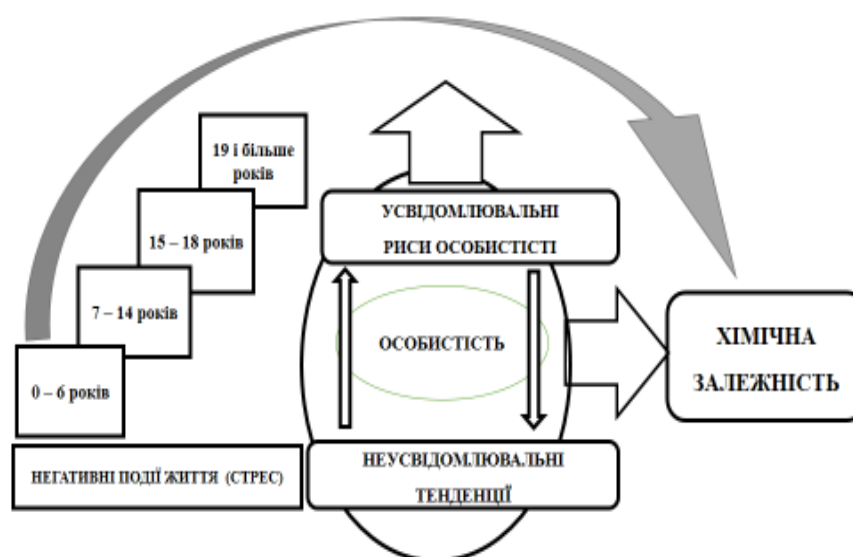 19 і більше
років
15 – 18 років
7 – 14 років
0 – 6 років
НЕГАТИВНІ ПОДІЇ ЖИТТЯ (СТРЕС)
УСВІДОМЛЮВАЛЬНІ
РИСИ ОСОБИСТІСТІ
ОСОБИСТІСТЬ
НЕУСВІДОМЛЮВАЛЬНІ
ТЕНДЕНЦІЇ
ХІМІЧНА
ЗАЛЕЖНІСТЬ